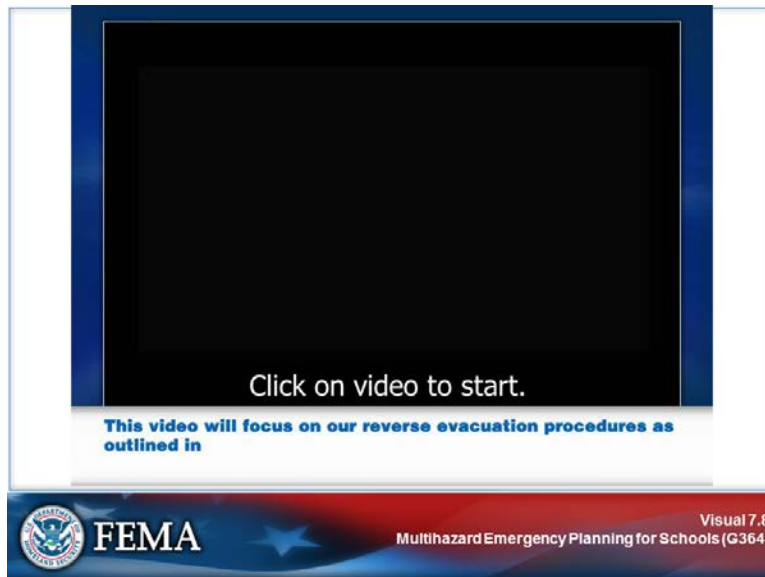 Click on video to start.
This video will focus on our reverse evacuation procedures as
outlined in
FEMA
Visual 7.8
Multihazard Emergency Planning for Schools (G364